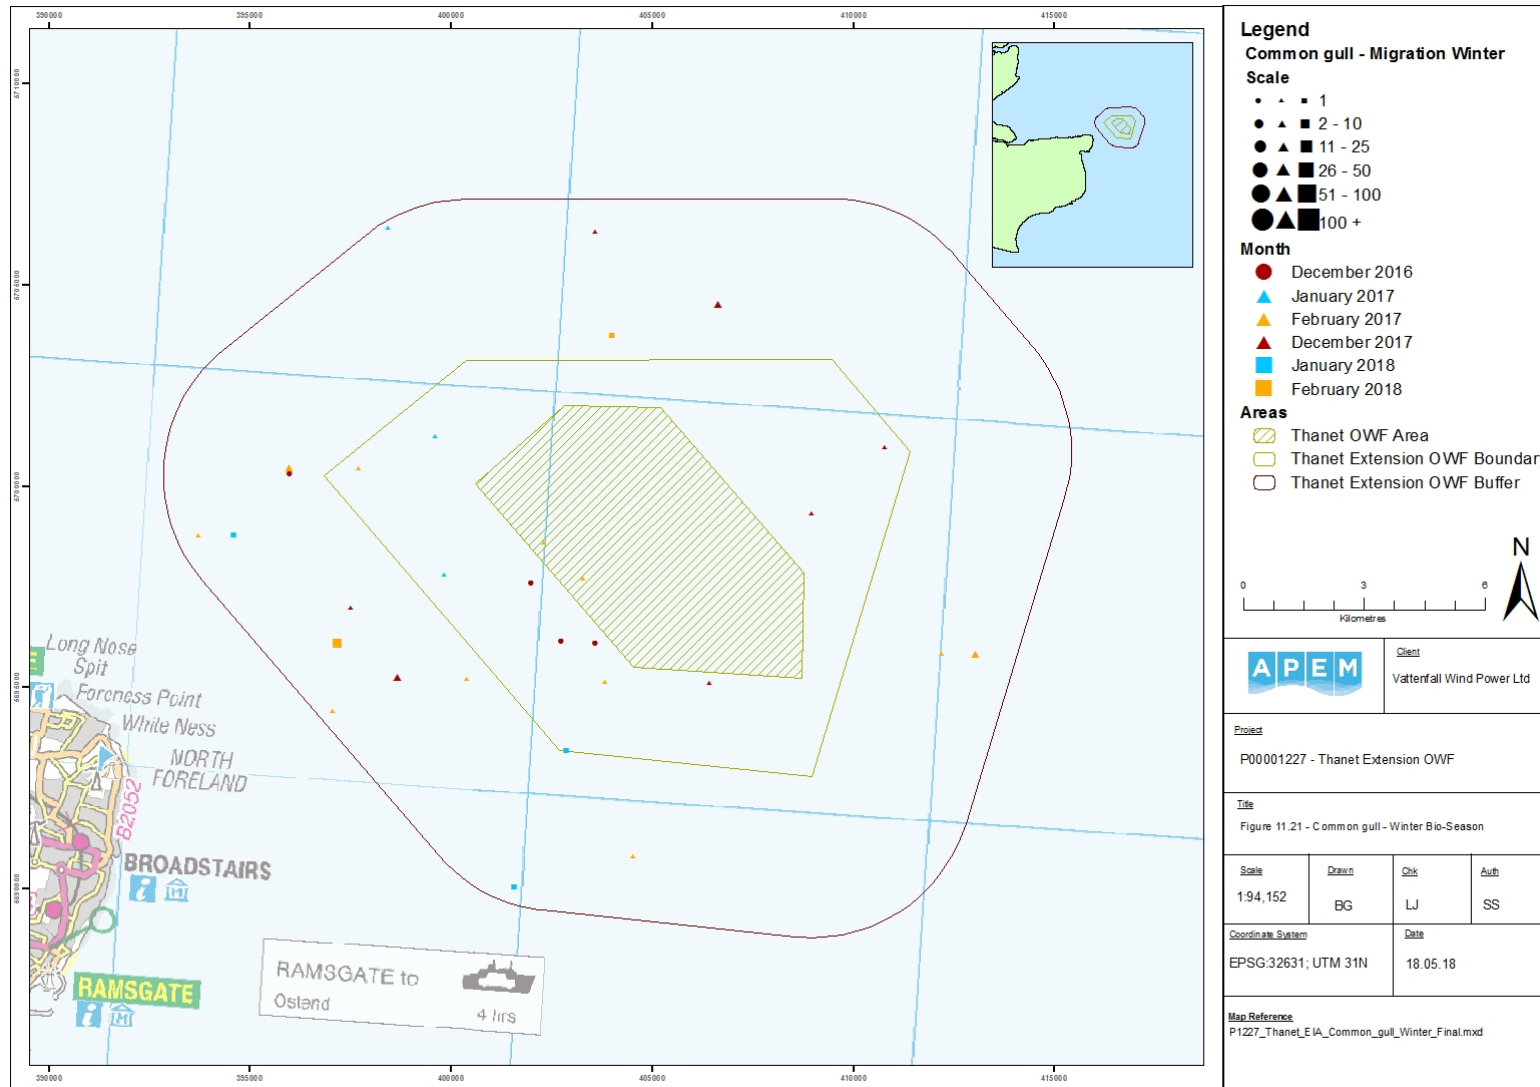 390000 395000 400000 405000 410000 415000
6710000
6705000
6700000
6695000
6690000
Long Nose
Spit
Foreness Point
White Ness
NORTH
FORELAND
B2052
BROADSTAIRS
RAMSGATE
RAMSGATE to
Ostend
4 hrs
390000 395000 400000 405000 410000 415000
Legend
Common gull - Migration Winter
Scale
1
2 - 10
11 - 25
26 - 50
51 - 100
100 +
Month
December 2016
January 2017
February 2017
December 2017
January 2018
February 2018
Areas
Thanet OWF Area
Thanet Extension OWF Boundar
Thanet Extension OWF Buffer
N
0 3 6
Kilometres
APEM
Client
Vattenfall Wind Power Ltd
Project
P00001227 - Thanet Extension OWF
Title
Figure 11.21 - Common gull - Winter Bio-Season
Scale Drawn Chk Auth
1:94,152 BG LJ SS
Coordinate System Date
EPSG:32631; UTM 31N 18.05.18
Map Reference
P1227_Thanet_EIA_Common_gull_Winter_Final.mxd